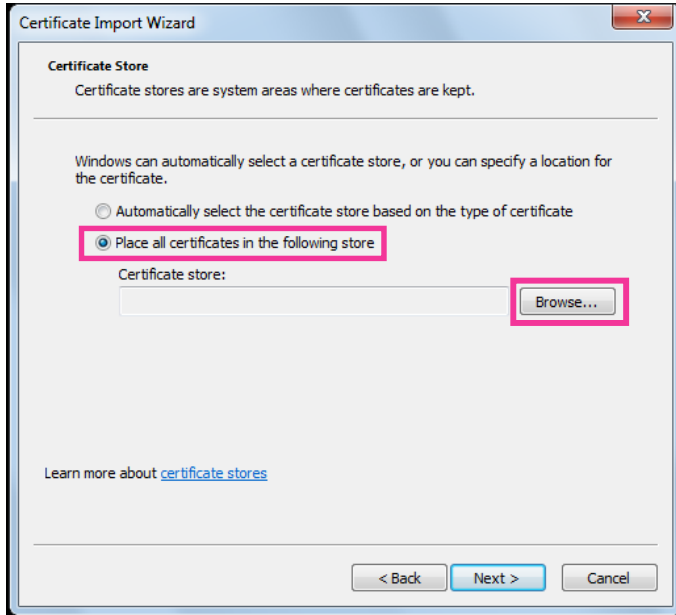 Certificate Import Wizard
Certificate Store
Certificate stores are system areas where certificates are kept.
Windows can automatically select a certificate store, or you can specify a location for
the certificate.
Automatically select the certificate store based on the type of certificate
Place all certificates in the following store
Certificate store:
Browse...
Learn more about certificate stores
< Back
Next >
Cancel